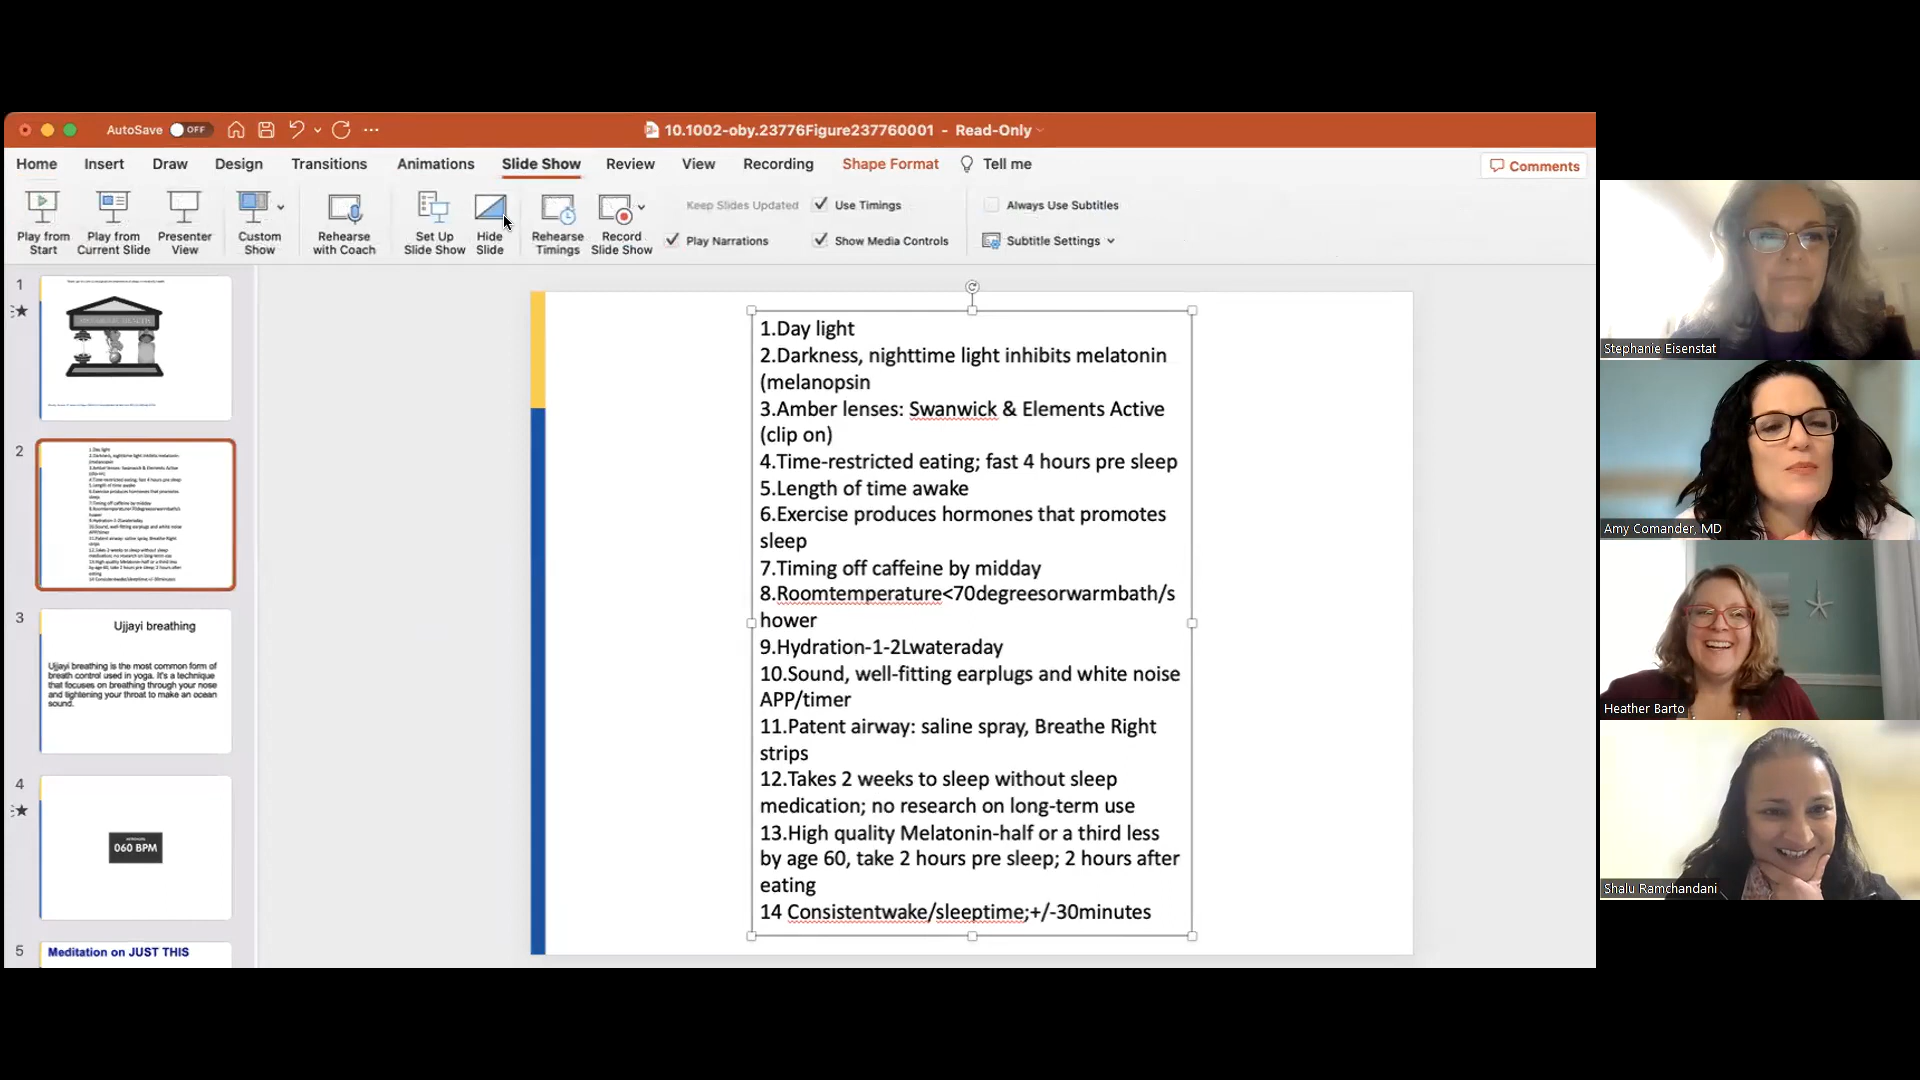 AutoSave OFF
10.1002-oby.23776Figure237760001 - Read-Only
Home Insert Draw Design Transitions Animations Slide Show Review View Recording Shape Format Tell me
Comments
Play from Start
Play from Current Slide
Presenter View
Custom Show
Rehearse with Coach
Set Up Slide Show
Hide Slide
Rehearse Timings
Record Slide Show
Keep Slides Updated
Use Timings
Play Narrations
Show Media Controls
Always Use Subtitles
Subtitle Settings
1
2
3
Ujjayi breathing
Ujjayi breathing is the most common form of
breath control used in yoga. It's a technique
that focuses on breathing through your nose
and tightening your throat to make an ocean
sound.
4
060 BPM
5
Meditation on JUST THIS
1.Day light
2.Darkness, nighttime light inhibits melatonin
(melanopsin
3.Amber lenses: Swanwick & Elements Active
(clip on)
4.Time-restricted eating; fast 4 hours pre sleep
5.Length of time awake
6.Exercise produces hormones that promotes
sleep
7.Timing off caffeine by midday
8.Roomtemperature<70degreesorwarmbath/s
hower
9.Hydration-1-2Lwateraday
10.Sound, well-fitting earplugs and white noise
APP/timer
11.Patent airway: saline spray, Breathe Right
strips
12.Takes 2 weeks to sleep without sleep
medication; no research on long-term use
13.High quality Melatonin-half or a third less
by age 60, take 2 hours pre sleep; 2 hours after
eating
14 Consistentwake/sleeptime;+/-30minutes
Stephanie Eisenstat
Amy Comander, MD
Heather Barto
Shalu Ramchandani